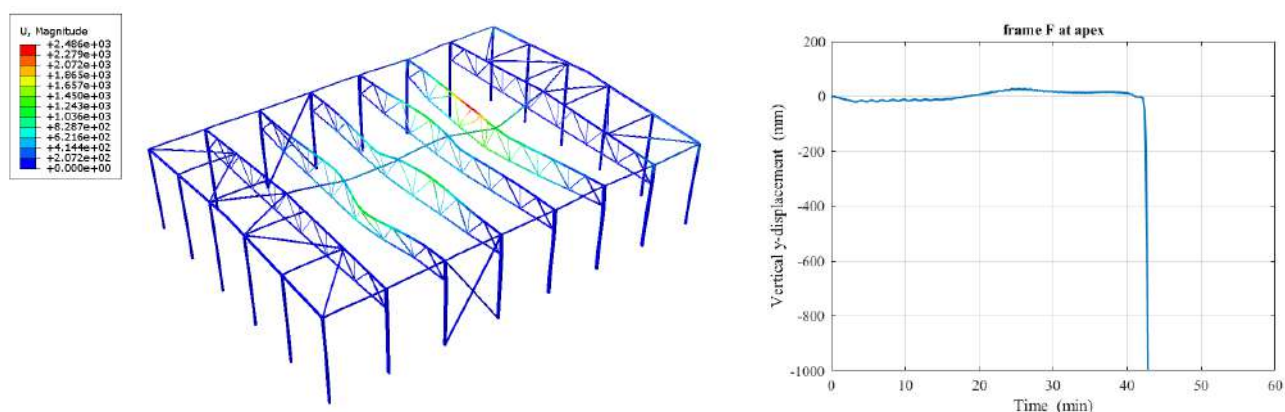 U, Magnitude
+2.486e+03
+2.279e+03
+2.072e+03
+1.865e+03
+1.657e+03
+1.450e+03
+1.243e+03
+1.036e+03
+8.287e+02
+6.216e+02
+4.144e+02
+2.072e+02
+0.000e+00
frame F at apex
Vertical y-displacement (mm)
200
0
-200
-400
-600
-800
-1000
0 10 20 30 40 50 60
Time (min)